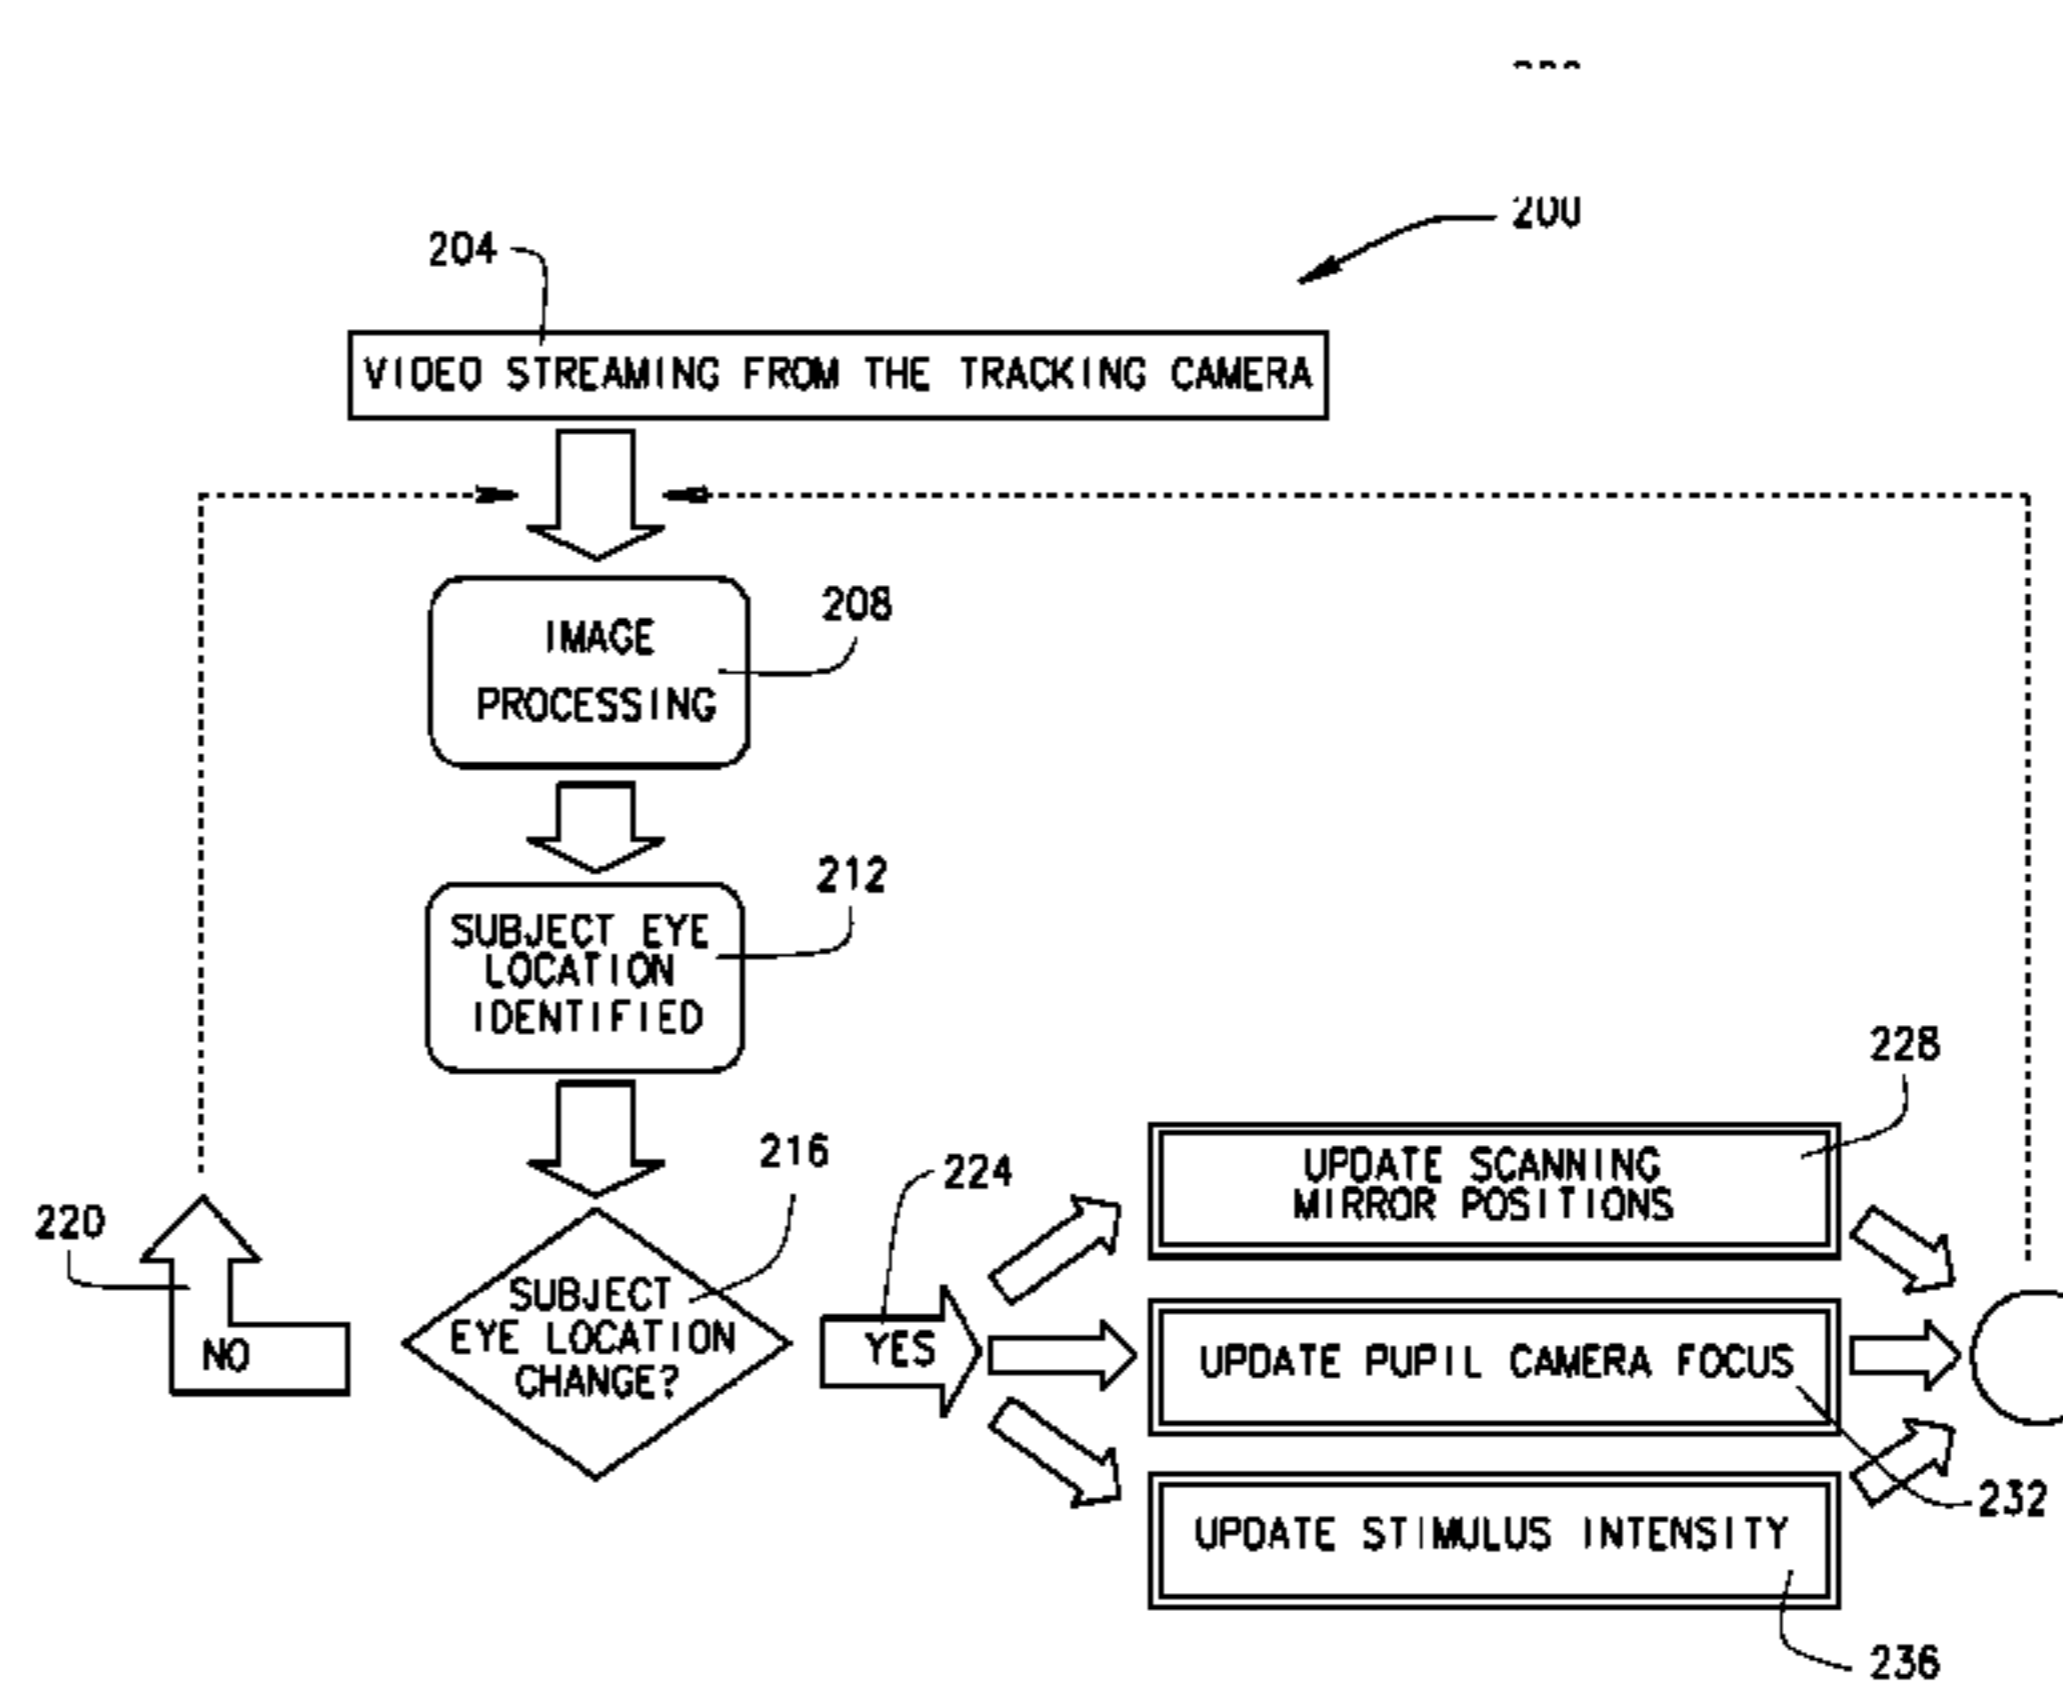 200
204
VIDEO STREAMING FROM THE TRACKING CAMERA
208
IMAGE
PROCESSING
212
SUBJECT EYE
LOCATION
IDENTIFIED
228
216
224
220
UPDATE SCANNING
MIRROR POSITIONS
SUBJECT
EYE LOCATION
CHANGE?
NO
YES
UPDATE PUPIL CAMERA FOCUS
232
UPDATE STIMULUS INTENSITY
236